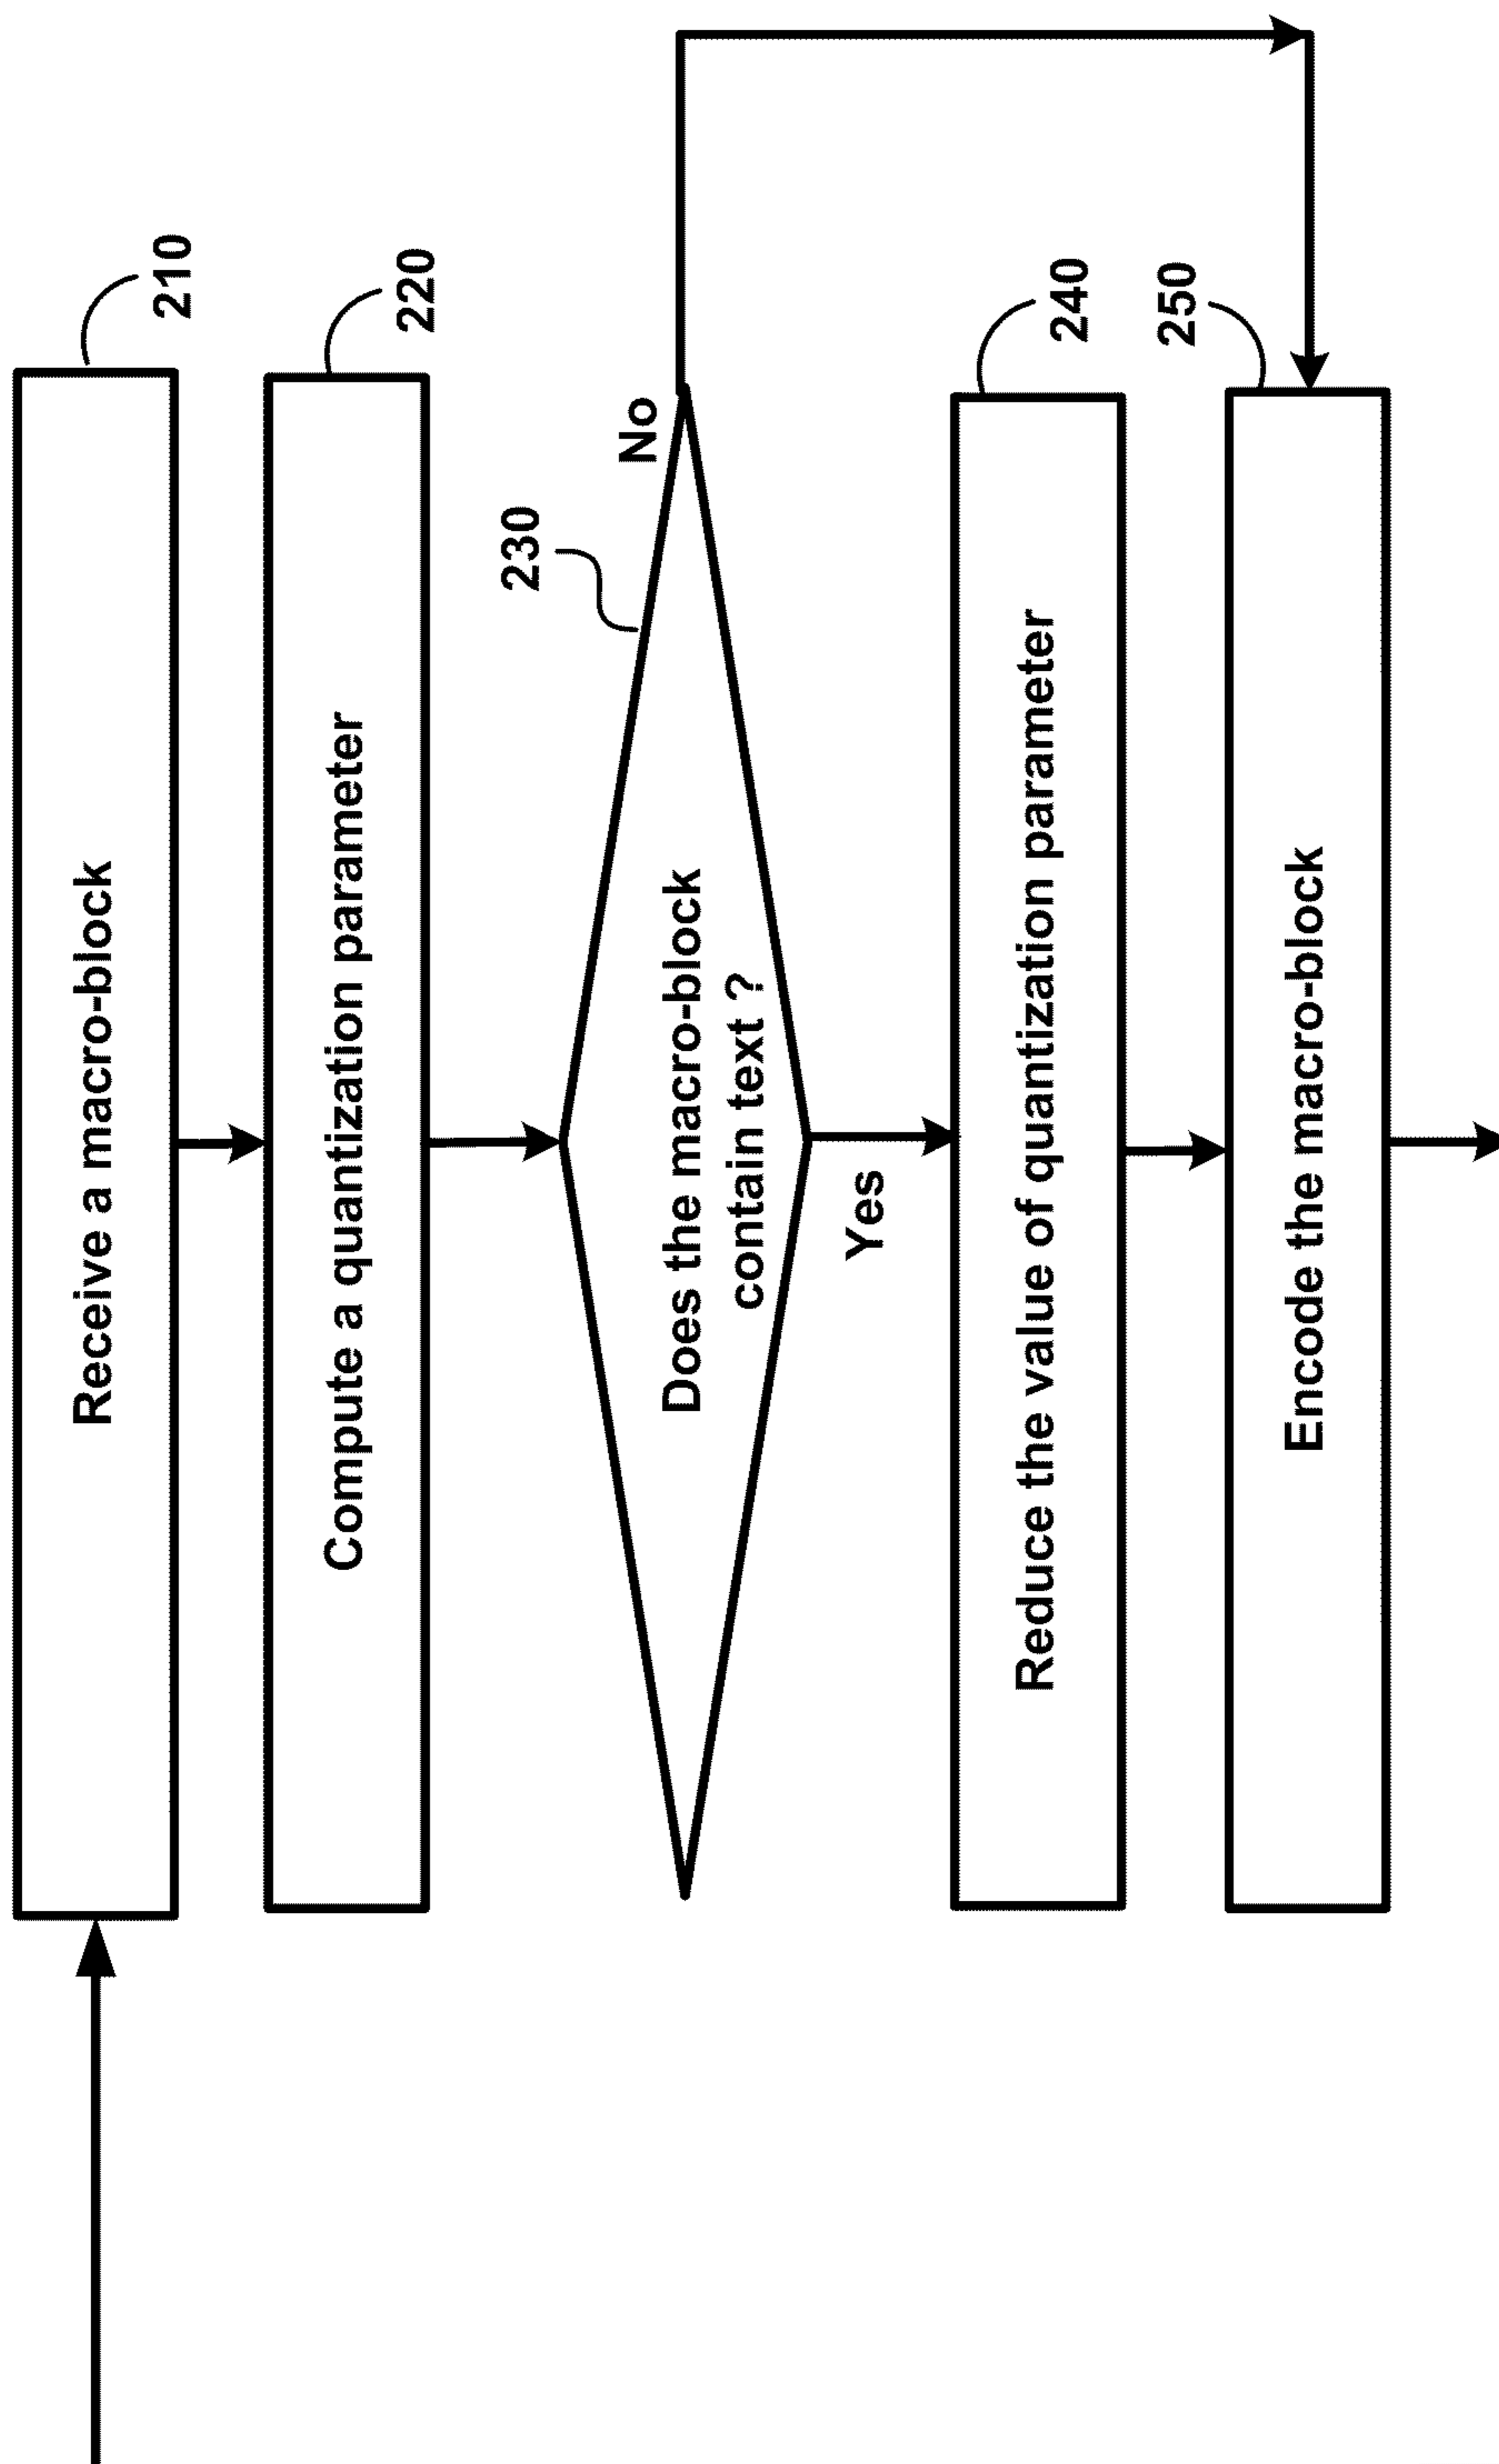 Receive a macro-block
210
Compute a quantization parameter
220
230
Does the macro-block
contain text ?
No
Yes
Reduce the value of quantization parameter
240
Encode the macro-block
250